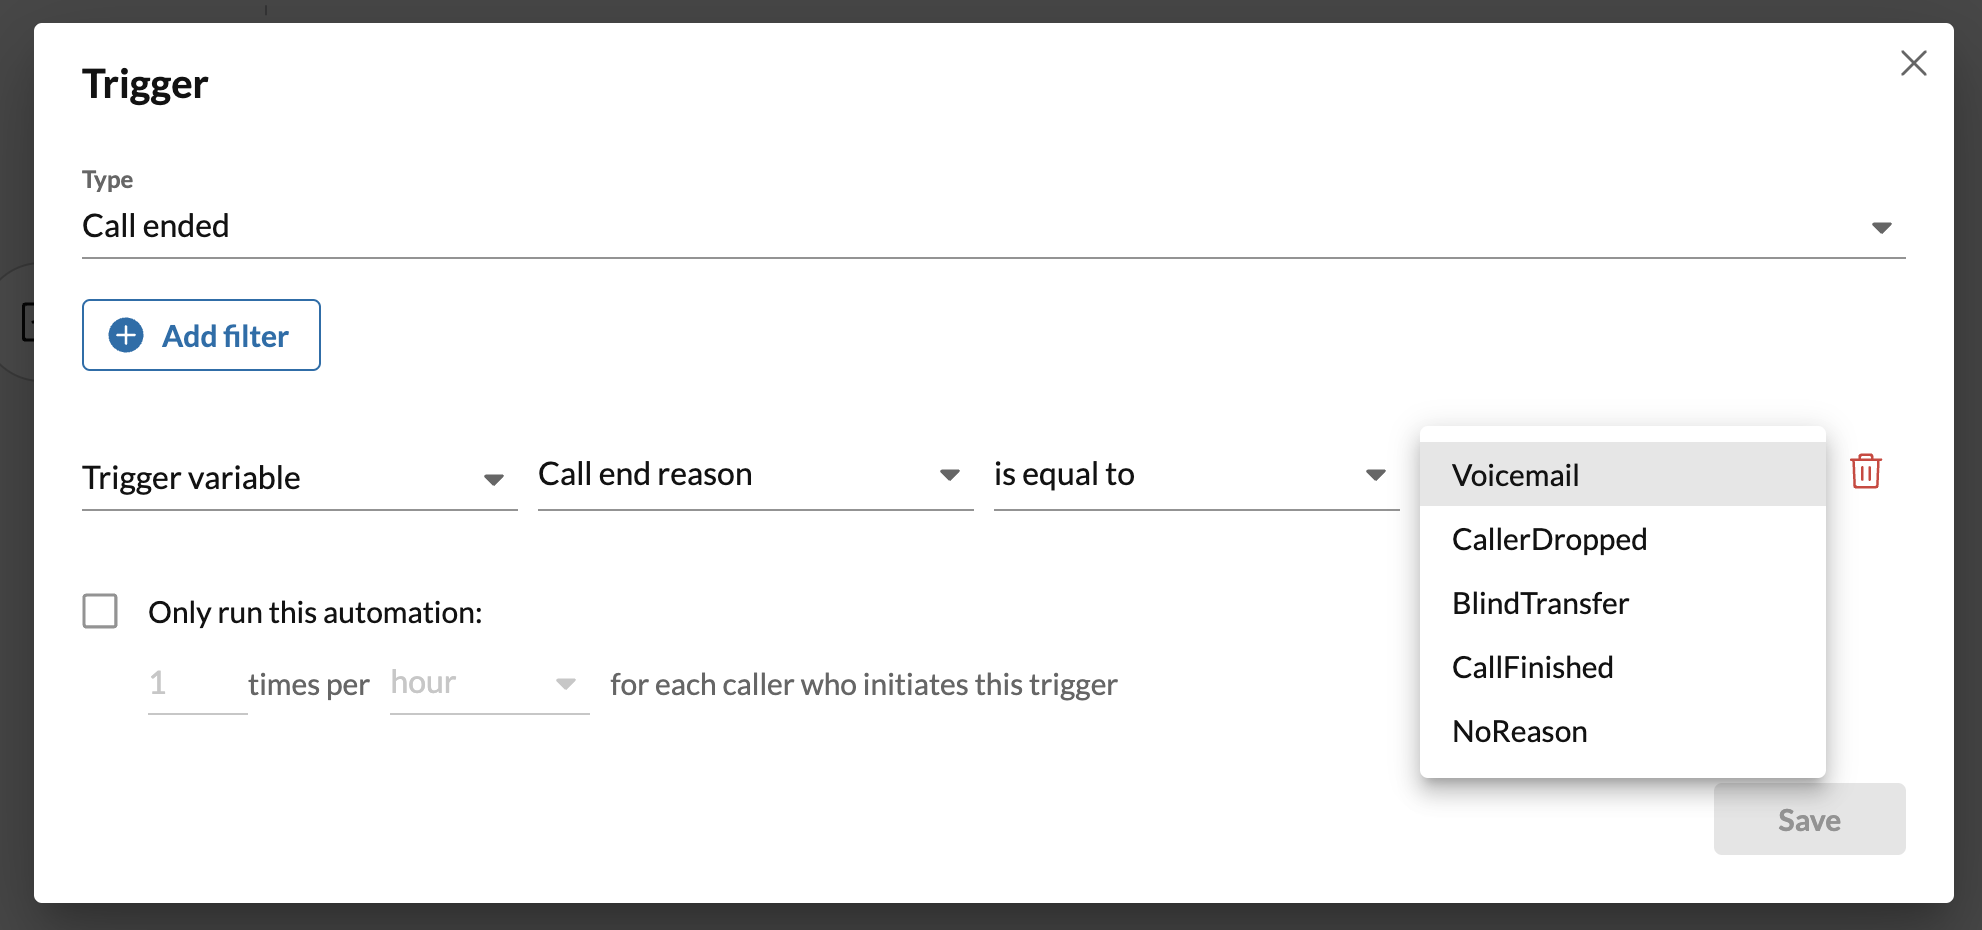 Trigger
Type
Call ended
Add filter
Trigger variable
Call end reason
is equal to
Voicemail
CallerDropped
BlindTransfer
CallFinished
NoReason
Only run this automation:
1 times per hour for each caller who initiates this trigger
Save